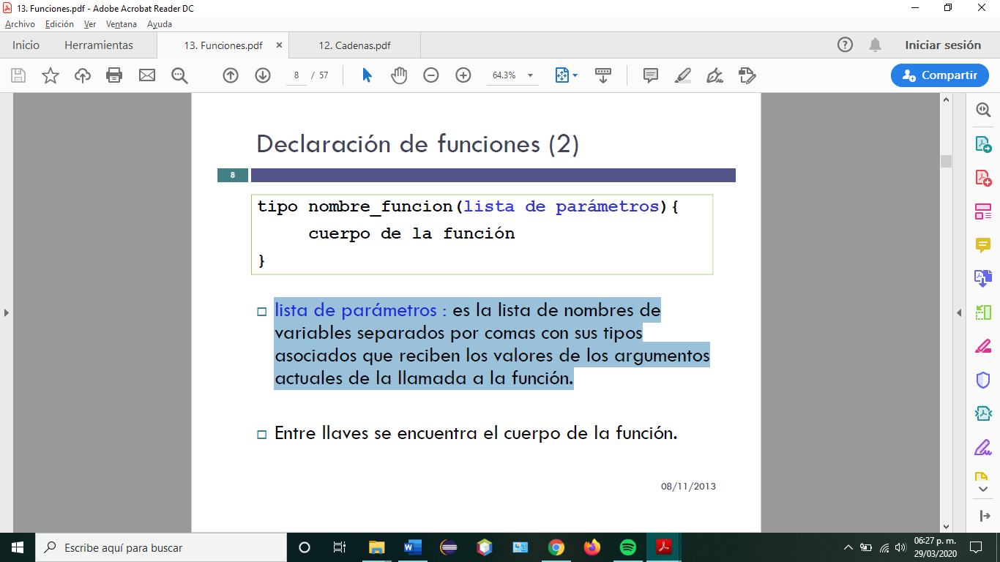 13. Funciones.pdf - Adobe Acrobat Reader DC
Archivo Edición Ver Ventana Ayuda
Inicio Herramientas 13. Funciones.pdf × 12. Cadenas.pdf Iniciar sesión
8 / 57 64.3% Compartir
Declaración de funciones (2)
8
tipo nombre_funcion(lista de parámetros){
cuerpo de la función
}
lista de parámetros : es la lista de nombres de
variables separados por comas con sus tipos
asociados que reciben los valores de los argumentos
actuales de la llamada a la función.
Entre llaves se encuentra el cuerpo de la función.
08/11/2013
Escribe aquí para buscar
06:27 p. m.
29/03/2020